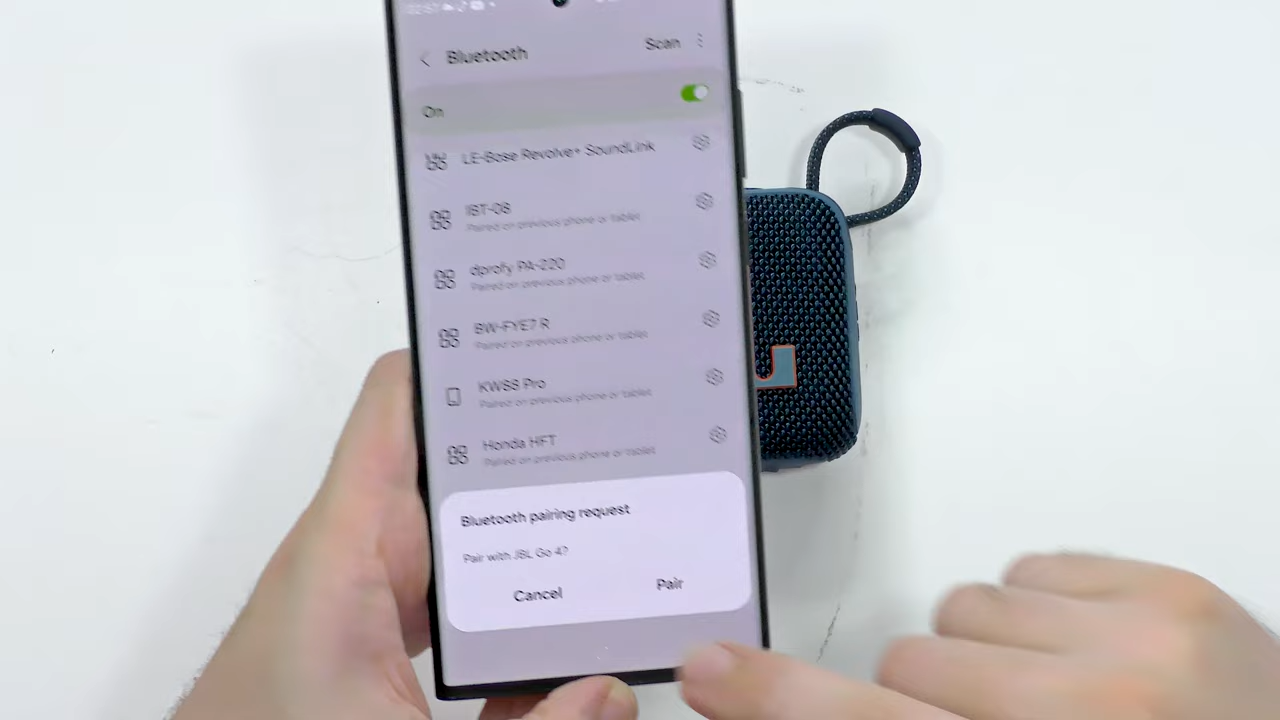 Bluetooth
Scan
On
LE-Bose Revolve+ SoundLink
IBT-08
Paired on previous phone or tablet
dprofy PA-220
Paired on previous phone or tablet
BW-FYE7 R
Paired on previous phone or tablet
KW88 Pro
Paired on previous phone or tablet
Honda HFT
Paired on previous phone or tablet
Bluetooth pairing request
Pair with JBL Go 4?
Cancel
Pair